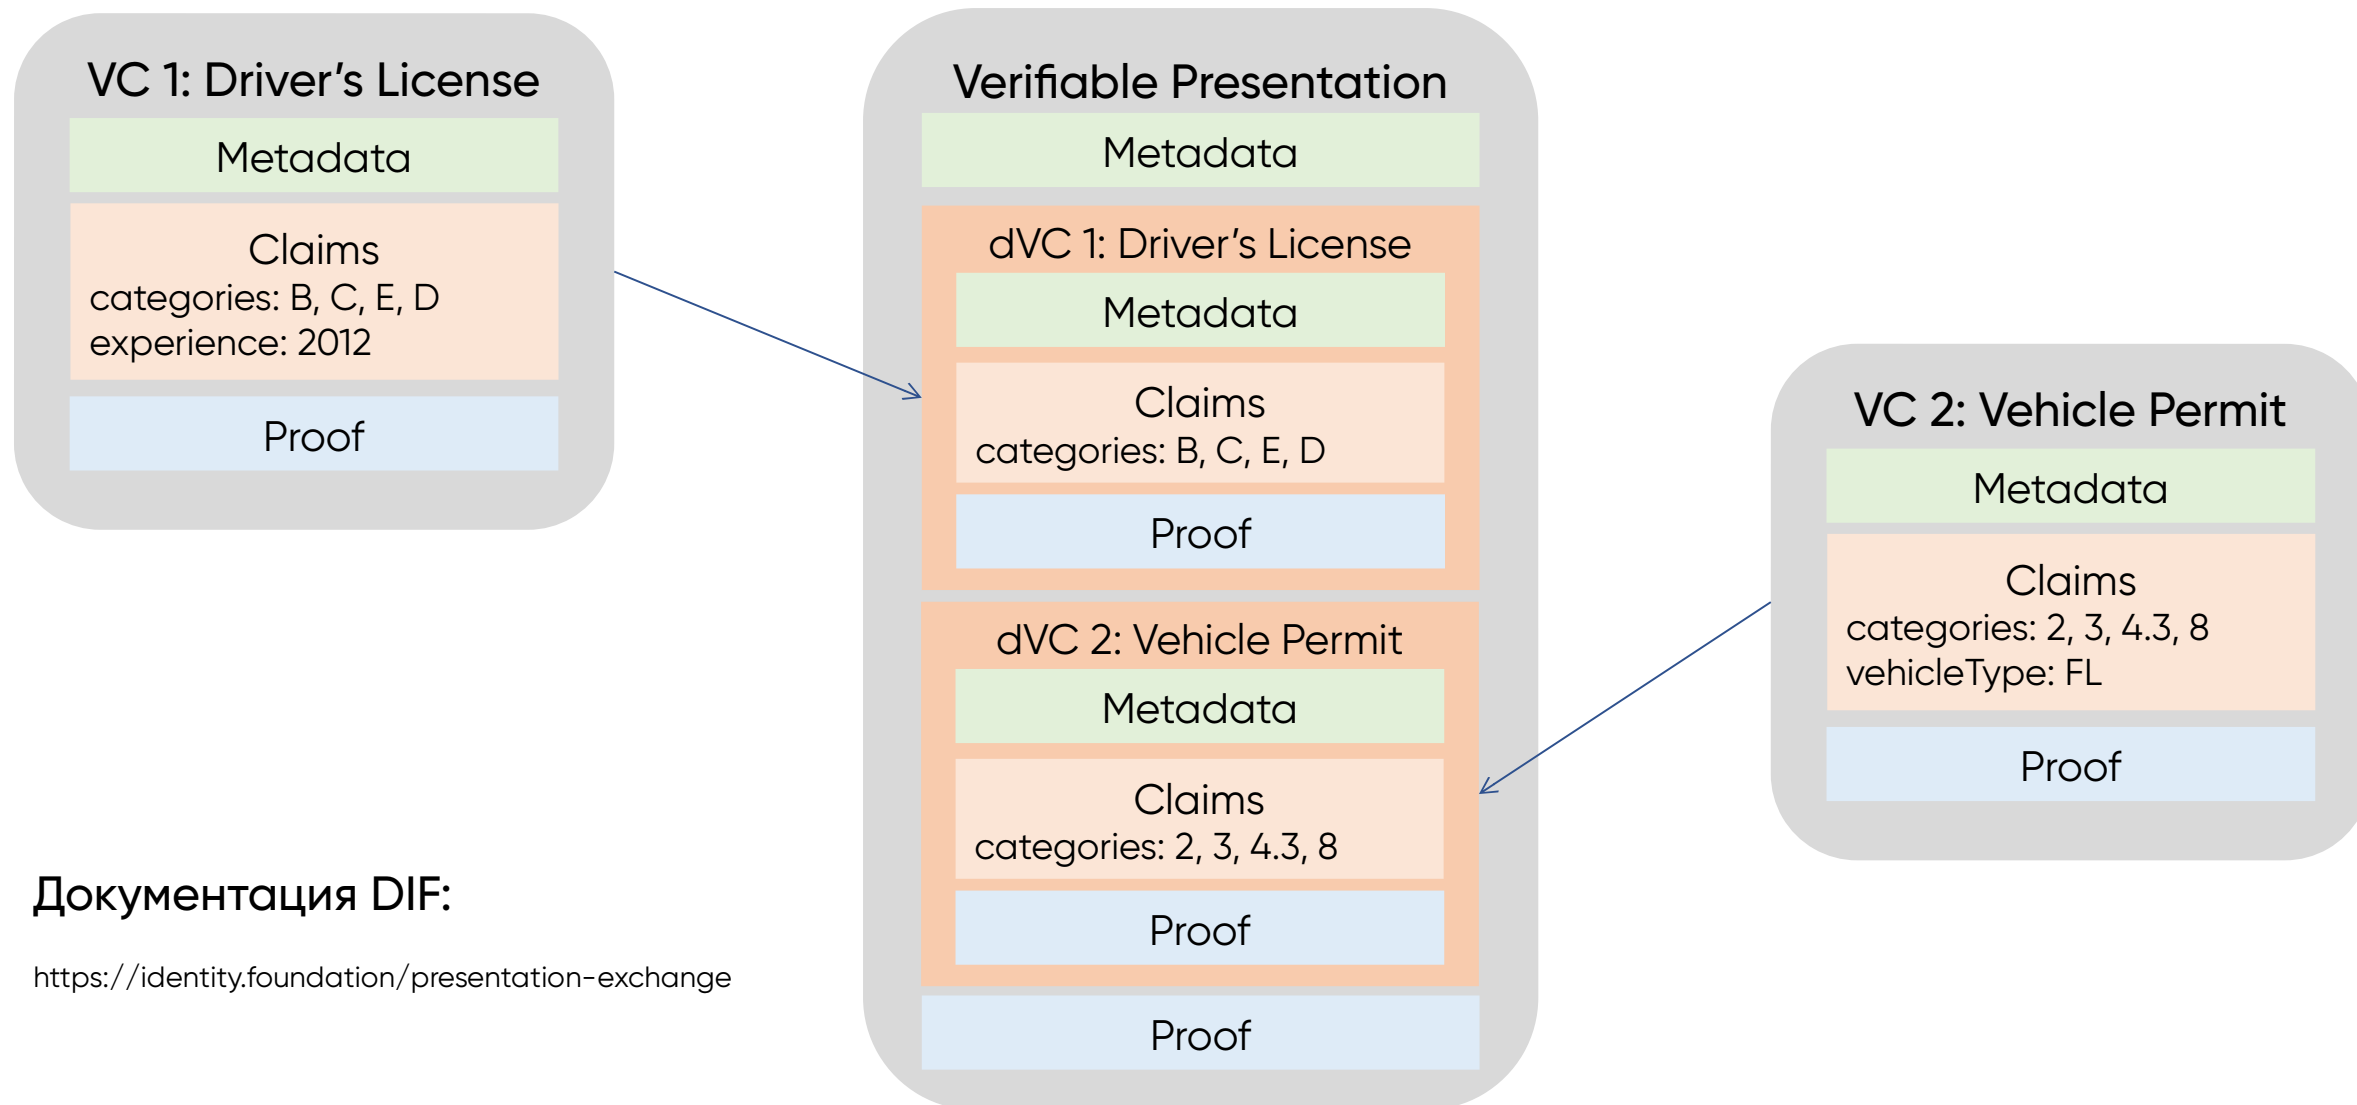 VC 1: Driver’s License
Metadata
Claims
categories: B, C, E, D
experience: 2012
Proof
Verifiable Presentation
Metadata
dVC 1: Driver’s License
Metadata
Claims
categories: B, C, E, D
Proof
dVC 2: Vehicle Permit
Metadata
Claims
categories: 2, 3, 4.3, 8
Proof
Proof
VC 2: Vehicle Permit
Metadata
Claims
categories: 2, 3, 4.3, 8
vehicleType: FL
Proof
Документация DIF:
https://identity.foundation/presentation-exchange